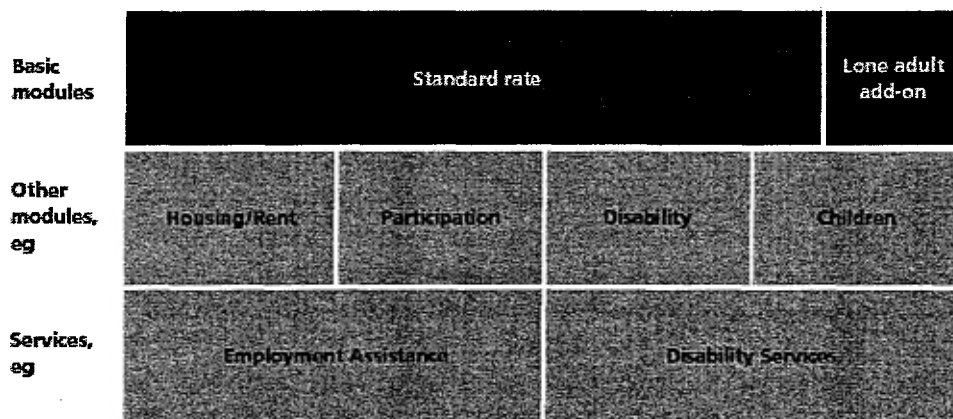 Basic
modules
Standard rate
Lone adult
add-on
Other
modules,
eg
Housing/Rent
Participation
Disability
Children
Services,
eg
Employment Assistance
Disability Services